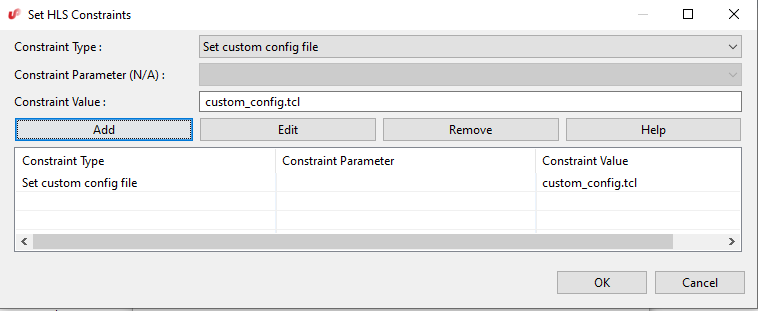 Set HLS Constraints
Constraint Type : Set custom config file
Constraint Parameter (N/A) :
Constraint Value : custom_config.tcl
Add Edit Remove Help
Constraint Type Constraint Parameter Constraint Value
Set custom config file custom_config.tcl
OK Cancel